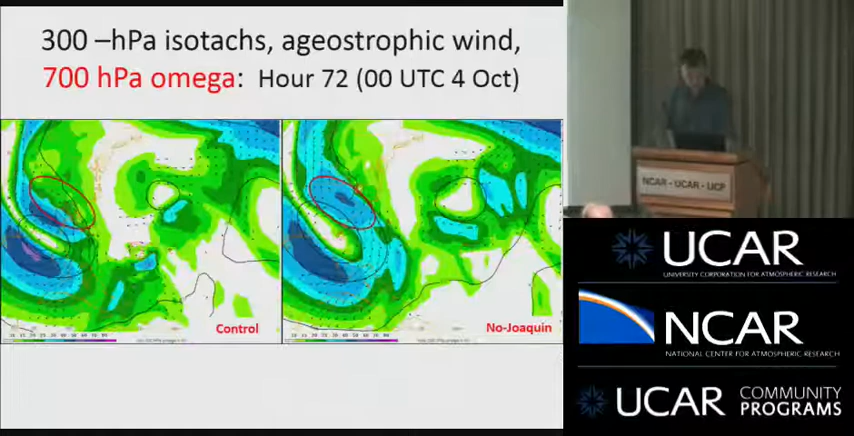 300 –hPa isotachs, ageostrophic wind,
700 hPa omega: Hour 72 (00 UTC 4 Oct)
Control
No-Joaquin
NCAR - UCAR - UCP
UCAR
UNIVERSITY CORPORATION FOR ATMOSPHERIC RESEARCH
NCAR
NATIONAL CENTER FOR ATMOSPHERIC RESEARCH
UCAR
COMMUNITY
PROGRAMS